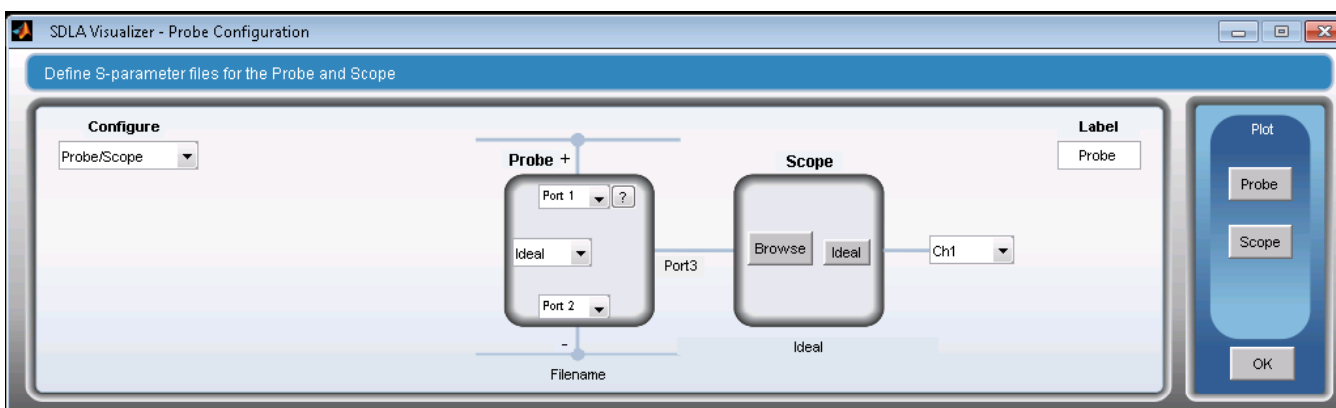 SDLA Visualizer - Probe Configuration
Define S-parameter files for the Probe and Scope
Configure
Probe/Scope
Probe +
Port 1
?
Ideal
Port 2
-
Filename
Port3
Scope
Browse
Ideal
Ideal
Ch1
Label
Probe
Plot
Probe
Scope
OK